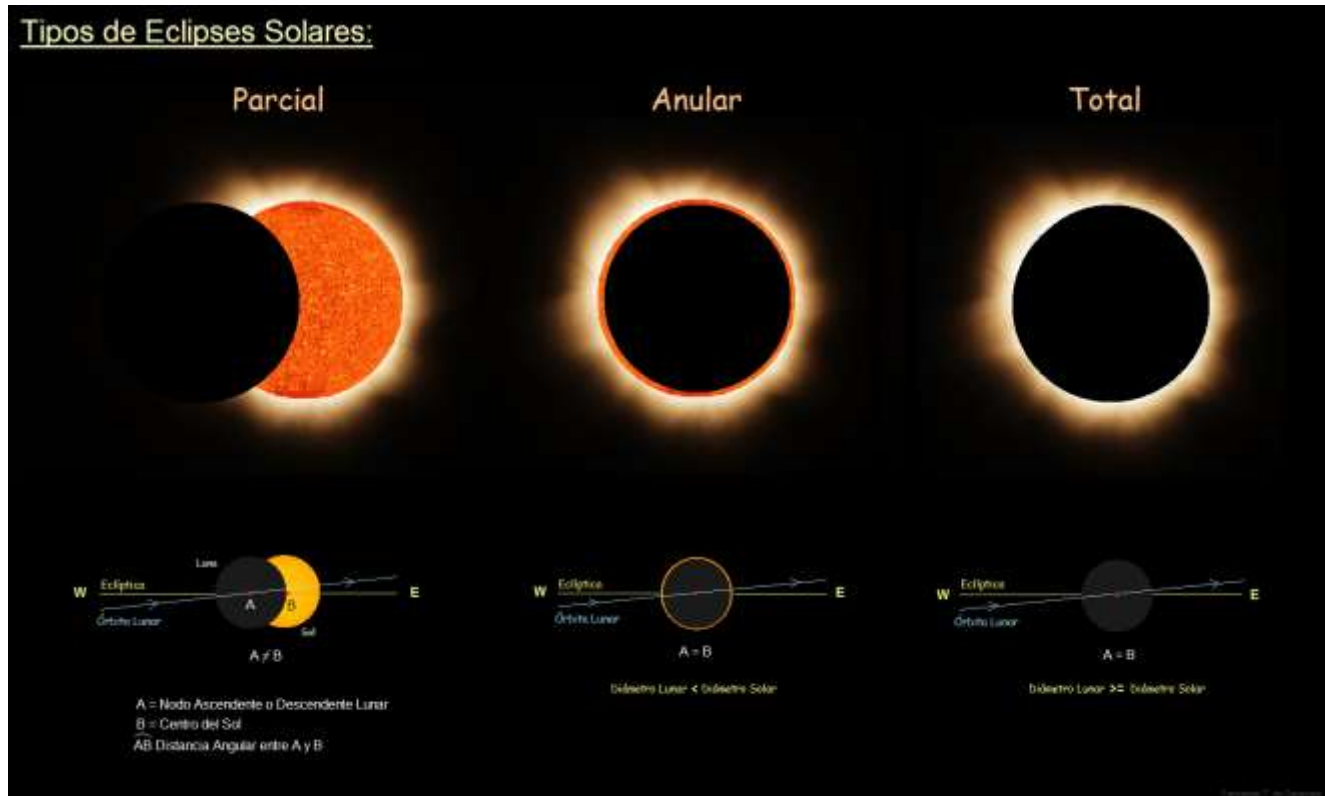 Tipos de Eclipses Solares:
Parcial
Anular
Total
Luna
W
Eclíptica
E
Órbita Lunar
A
B
Sol
A ≠ B
A = Nodo Ascendente o Descendente Lunar
B = Centro del Sol
AB Distancia Angular entre A y B
W
Eclíptica
E
Órbita Lunar
A = B
Diámetro Lunar < Diámetro Solar
W
Eclíptica
E
Órbita Lunar
A = B
Diámetro Lunar >= Diámetro Solar